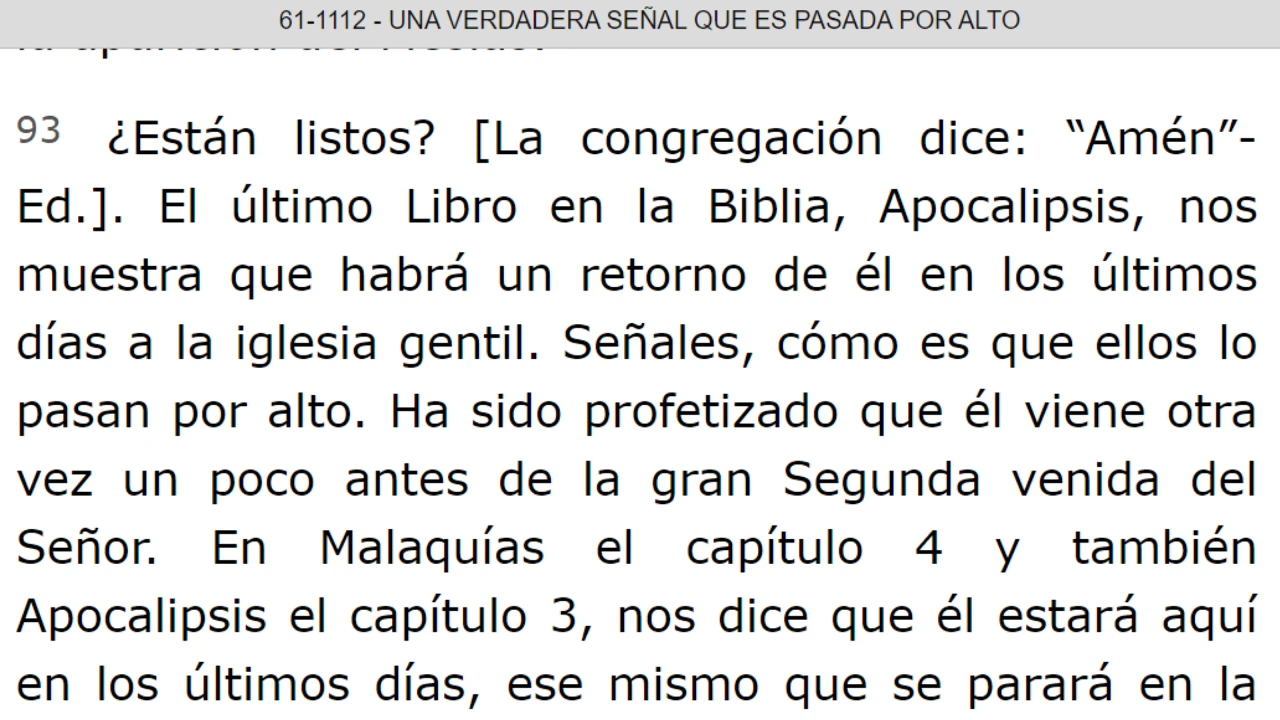 61-1112 - UNA VERDADERA SEÑAL QUE ES PASADA POR ALTO
93 ¿Están listos? [La congregación dice: “Amén”-
Ed.]. El último Libro en la Biblia, Apocalipsis, nos
muestra que habrá un retorno de él en los últimos
días a la iglesia gentil. Señales, cómo es que ellos lo
pasan por alto. Ha sido profetizado que él viene otra
vez un poco antes de la gran Segunda venida del
Señor. En Malaquías el capítulo 4 y también
Apocalipsis el capítulo 3, nos dice que él estará aquí
en los últimos días, ese mismo que se parará en la